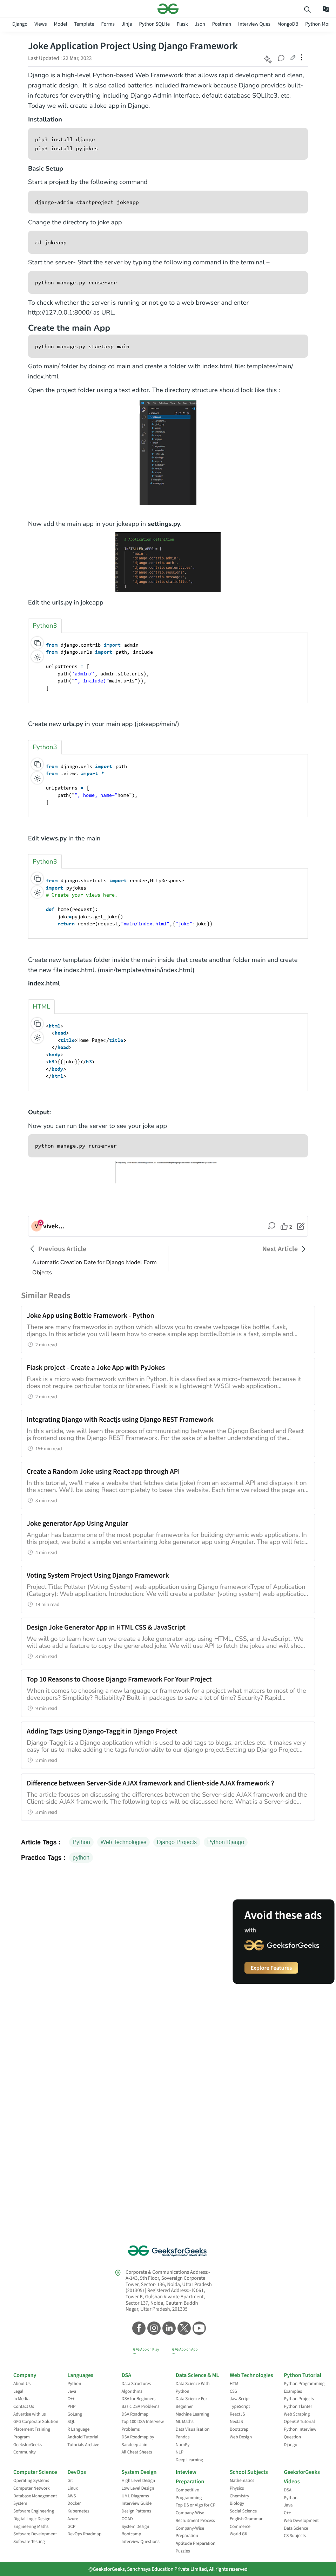 Django Views Model Template Forms Jinja Python SQLite Flask Json Postman Interview Ques MongoDB Python Mon
Joke Application Project Using Django Framework
Last Updated : 22 Mar, 2023
Django is a high-level Python-based Web Framework that allows rapid development and clean,
pragmatic design. It is also called batteries included framework because Django provides built-
in features for everything including Django Admin Interface, default database SQLlite3, etc.
Today we will create a Joke app in Django.
Installation
pip3 install django
pip3 install pyjokes
Basic Setup
Start a project by the following command
django-admim startproject jokeapp
Change the directory to joke app
cd jokeapp
Start the server- Start the server by typing the following command in the terminal –
python manage.py runserver
To check whether the server is running or not go to a web browser and enter
http://127.0.0.1:8000/ as URL.
Create the main App
python manage.py startapp main
Goto main/ folder by doing: cd main and create a folder with index.html file: templates/main/
index.html
Open the project folder using a text editor. The directory structure should look like this :
Now add the main app in your jokeapp in settings.py.
# Application definition
INSTALLED_APPS = [
'main',
'django.contrib.admin',
'django.contrib.auth',
'django.contrib.contenttypes',
'django.contrib.sessions',
'django.contrib.messages',
'django.contrib.staticfiles',
]
Edit the urls.py in jokeapp
Python3
from django.contrib import admin
from django.urls import path, include
urlpatterns = [
path('admin/', admin.site.urls),
path("", include("main.urls")),
]
Create new urls.py in your main app (jokeapp/main/)
Python3
from django.urls import path
from .views import *
urlpatterns = [
path("", home, name="home"),
]
Edit views.py in the main
Python3
from django.shortcuts import render,HttpResponse
import pyjokes
# Create your views here.
def home(request):
joke=pyjokes.get_joke()
return render(request,"main/index.html",{"joke":joke})
Create new templates folder inside the main inside that create another folder main and create
the new file index.html. (main/templates/main/index.html)
index.html
HTML
<html>
<head>
<title>Home Page</title>
</head>
<body>
<h3>{{joke}}</h3>
</body>
</html>
Output:
Now you can run the server to see your joke app
python manage.py runserver
V vivek...
2
Previous Article
Next Article
Automatic Creation Date for Django Model Form
Objects
Similar Reads
Joke App using Bottle Framework - Python
There are many frameworks in python which allows you to create webpage like bottle, flask,
django. In this article you will learn how to create simple app bottle.Bottle is a fast, simple and...
2 min read
Flask project - Create a Joke App with PyJokes
Flask is a micro web framework written in Python. It is classified as a micro-framework because it
does not require particular tools or libraries. Flask is a lightweight WSGI web application...
2 min read
Integrating Django with Reactjs using Django REST Framework
In this article, we will learn the process of communicating between the Django Backend and React
js frontend using the Django REST Framework. For the sake of a better understanding of the...
15+ min read
Create a Random Joke using React app through API
In this tutorial, we'll make a website that fetches data (joke) from an external API and displays it on
the screen. We'll be using React completely to base this website. Each time we reload the page an...
3 min read
Joke generator App Using Angular
Angular has become one of the most popular frameworks for building dynamic web applications. In
this project, we build a simple yet entertaining Joke generator app using Angular. The app will fetc...
4 min read
Voting System Project Using Django Framework
Project Title: Pollster (Voting System) web application using Django frameworkType of Application
(Category): Web application. Introduction: We will create a pollster (voting system) web application...
14 min read
Design Joke Generator App in HTML CSS & JavaScript
We will go to learn how can we create a Joke generator app using HTML, CSS, and JavaScript. We
will also add a feature to copy the generated joke. We will use API to fetch the jokes and will sho...
3 min read
Top 10 Reasons to Choose Django Framework For Your Project
When it comes to choosing a language or framework for a project what matters to most of the
developers? Simplicity? Reliability? Built-in packages to save a lot of time? Security? Rapid...
9 min read
Adding Tags Using Django-Taggit in Django Project
Django-Taggit is a Django application which is used to add tags to blogs, articles etc. It makes very
easy for us to make adding the tags functionality to our django project.Setting up Django Project...
2 min read
Difference between Server-Side AJAX framework and Client-side AJAX framework ?
The article focuses on discussing the differences between the Server-side AJAX framework and the
Client-side AJAX framework. The following topics will be discussed here: What is a Server-side...
3 min read
Article Tags : Python Web Technologies Django-Projects Python Django
Practice Tags : python
Avoid these ads
with
GeeksforGeeks
Explore Features
GeeksforGeeks
Corporate & Communications Address:-
A-143, 9th Floor, Sovereign Corporate
Tower, Sector- 136, Noida, Uttar Pradesh
(201305) | Registered Address:- K 061,
Tower K, Gulshan Vivante Apartment,
Sector 137, Noida, Gautam Buddh
Nagar, Uttar Pradesh, 201305
GFG App on Play GFG App on App
Company
About Us
Legal
In Media
Contact Us
Advertise with us
GFG Corporate Solution
Placement Training
Program
GeeksforGeeks
Community
Languages
Python
Java
C++
PHP
GoLang
SQL
R Language
Android Tutorial
Tutorials Archive
DSA
Data Structures
Algorithms
DSA for Beginners
Basic DSA Problems
DSA Roadmap
Top 100 DSA Interview
Problems
DSA Roadmap by
Sandeep Jain
All Cheat Sheets
Data Science & ML
Data Science With
Python
Data Science For
Beginner
Machine Learning
ML Maths
Data Visualisation
Pandas
NumPy
NLP
Deep Learning
Web Technologies
HTML
CSS
JavaScript
TypeScript
ReactJS
NextJS
Bootstrap
Web Design
Python Tutorial
Python Programming
Examples
Python Projects
Python Tkinter
Web Scraping
OpenCV Tutorial
Python Interview
Question
Django
Computer Science
Operating Systems
Computer Network
Database Management
System
Software Engineering
Digital Logic Design
Engineering Maths
Software Development
Software Testing
DevOps
Git
Linux
AWS
Docker
Kubernetes
Azure
GCP
DevOps Roadmap
System Design
High Level Design
Low Level Design
UML Diagrams
Interview Guide
Design Patterns
OOAD
System Design
Bootcamp
Interview Questions
Inteview
Preparation
Competitive
Programming
Top DS or Algo for CP
Company-Wise
Recruitment Process
Company-Wise
Preparation
Aptitude Preparation
Puzzles
School Subjects
Mathematics
Physics
Chemistry
Biology
Social Science
English Grammar
Commerce
World GK
GeeksforGeeks
Videos
DSA
Python
Java
C++
Web Development
Data Science
CS Subjects
@GeeksforGeeks, Sanchhaya Education Private Limited, All rights reserved